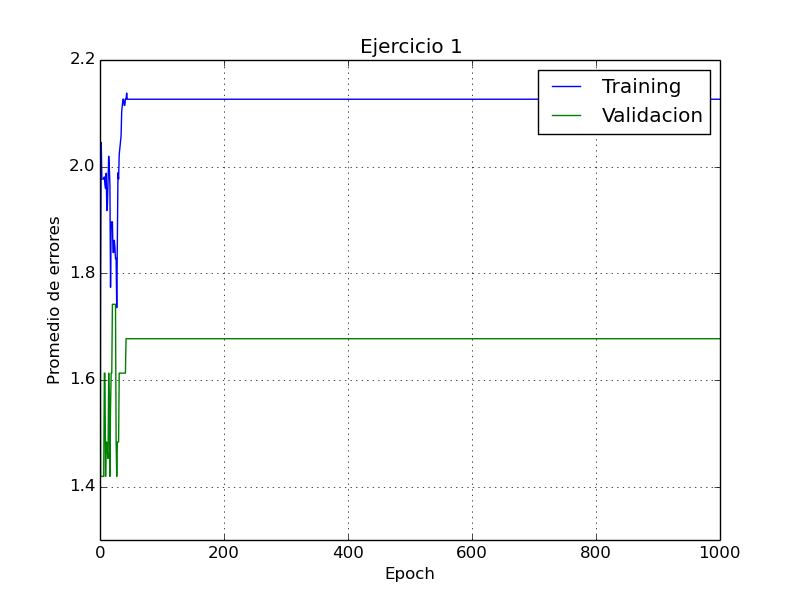 Ejercicio 1
Training
Validacion
Promedio de errores
2.2
2.0
1.8
1.6
1.4
0 200 400 600 800 1000
Epoch